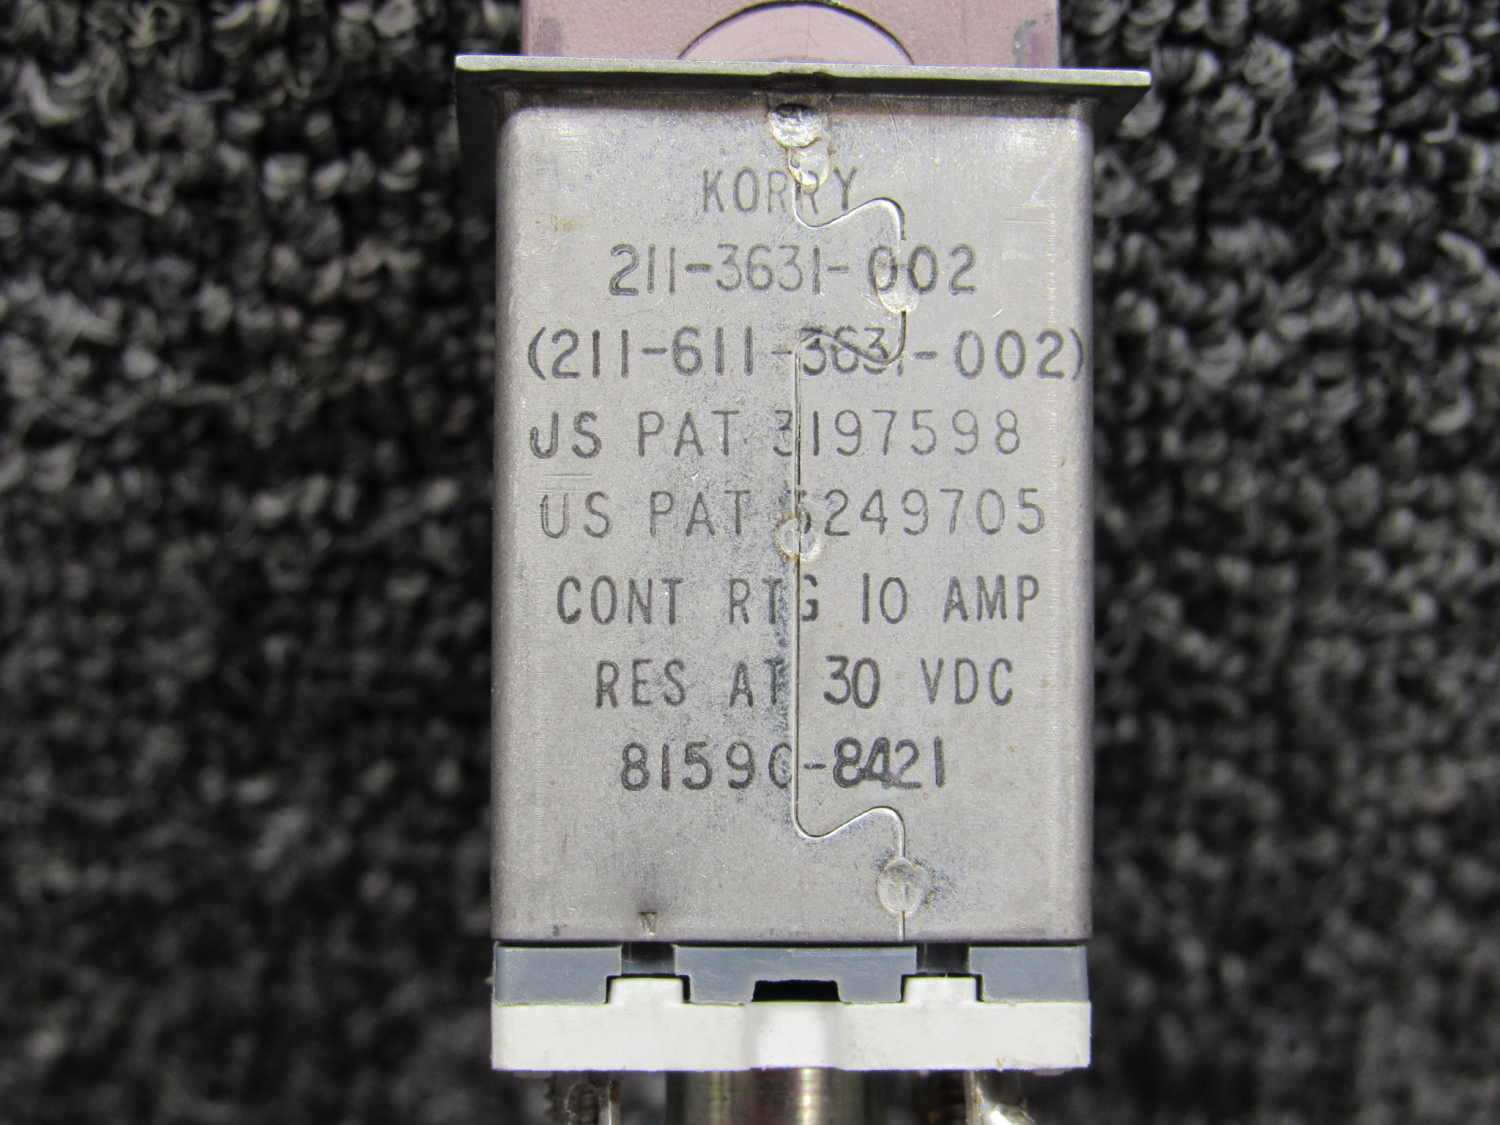 KORRY
211-3631-002
(211-611-3631-002)
US PAT 3197598
US PAT 3249705
CONT RTG 10 AMP
RES AT 30 VDC
81590-8421